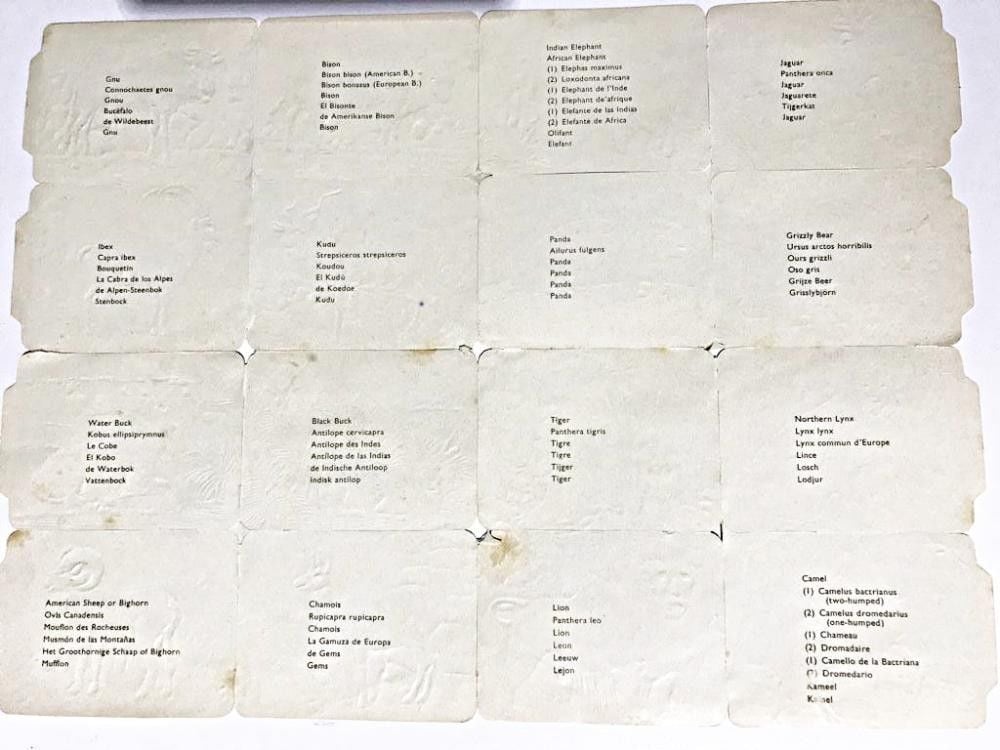 Gnu
Connochaetes gnou
Gnou
Bucéfalo
de Wildebeest
Gnu
Bison
Bison bison (American B.)
Bison bonasus (European B.)
Bison
El Bisonte
de Amerikanse Bison
Bison
Indian Elephant
African Elephant
(1) Elephas maximus
(2) Loxodonta africana
(1) Elephant de l'Inde
(2) Elephant de'afrique
(1) Elefante de las Indias
(2) Elefante de Africa
Olifant
Elefant
Jaguar
Panthera onca
Jaguar
Jaguarete
Tijgerkat
Jaguar
Ibex
Capra ibex
Bouquetin
La Cabra de los Alpes
de Alpen-Steenbok
Stenbock
Kudu
Strepsiceros strepsiceros
Koudou
El Kudú
de Koedoe
Kudu
Panda
Ailurus fulgens
Panda
Panda
Panda
Panda
Grizzly Bear
Ursus arctos horribilis
Ours grizzli
Oso gris
Grijze Beer
Grisslybjörn
Water Buck
Kobus ellipsiprymnus
Le Cobe
El Kobo
de Waterbok
Vattenbock
Black Buck
Antilope cervicapra
Antilope des Indes
Antilope de las Indias
de Indische Antiloop
Indisk antilop
Tiger
Panthera tigris
Tigre
Tigre
Tijger
Tiger
Northern Lynx
Lynx lynx
Lynx commun d'Europe
Lince
Losch
Lodjur
American Sheep or Bighorn
Ovis Canadensis
Mouflon des Rocheuses
Musmón de las Montañas
Het Groothornige Schaap of Bighorn
Mufflon
Chamois
Rupicapra rupicapra
Chamois
La Gamuza de Europa
de Gems
Gems
Lion
Panthera leo
Lion
Leon
Leeuw
Lejon
Camel
(1) Camelus bactrianus
(two-humped)
(2) Camelus dromedarius
(one-humped)
(1) Chameau
(2) Dromadaire
(1) Camello de la Bactriana
Dromedario
Kameel